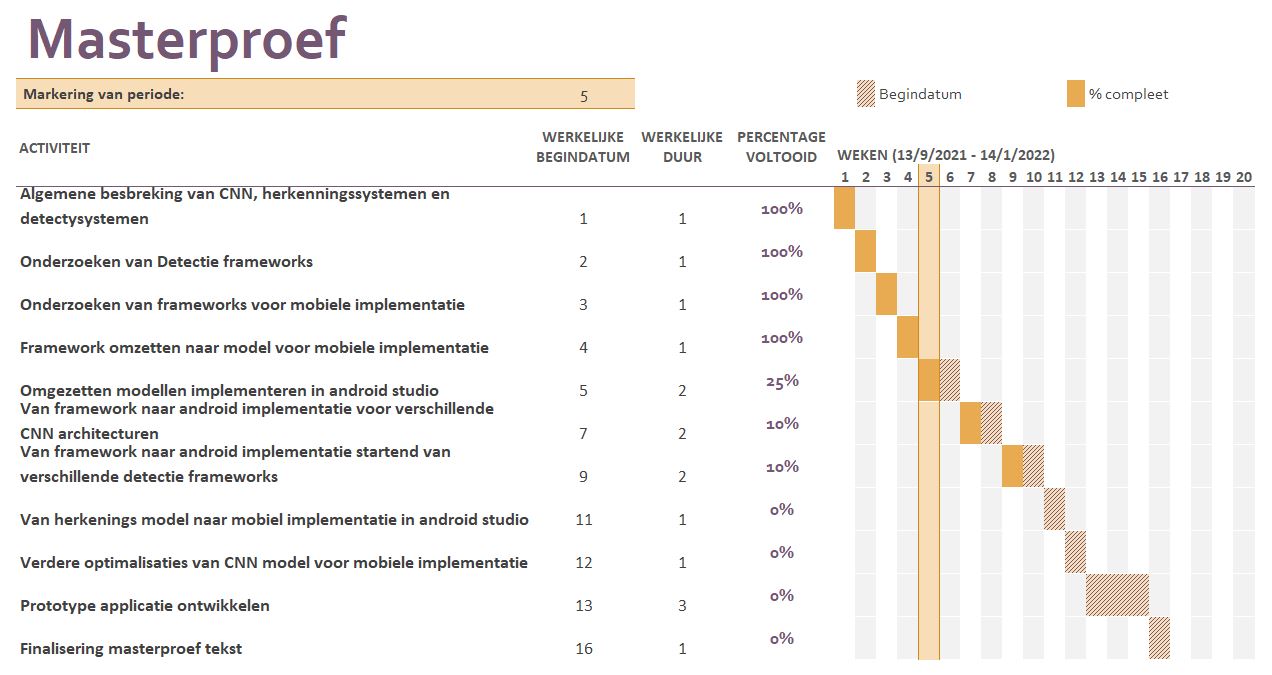 Masterproef
Markering van periode: 5
Begindatum
% compleet
ACTIVITEIT
WERKELIJKE BEGINDATUM
WERKELIJKE DUUR
PERCENTAGE VOLTOOID
WEKEN (13/9/2021 - 14/1/2022)
1 2 3 4 5 6 7 8 9 10 11 12 13 14 15 16 17 18 19 20
Algemene besbreking van CNN, herkenningssystemen en
detectysystemen 1 1 100%
Onderzoeken van Detectie frameworks 2 1 100%
Onderzoeken van frameworks voor mobiele implementatie 3 1 100%
Framework omzetten naar model voor mobiele implementatie 4 1 100%
Omgezetten modellen implementeren in android studio 5 2 25%
Van framework naar android implementatie voor verschillende
CNN architecturen 7 2 10%
Van framework naar android implementatie startend van
verschillende detectie frameworks 9 2 10%
Van herkenings model naar mobiel implementatie in android studio 11 1 0%
Verdere optimalisaties van CNN model voor mobiele implementatie 12 1 0%
Prototype applicatie ontwikkelen 13 3 0%
Finalisering masterproef tekst 16 1 0%